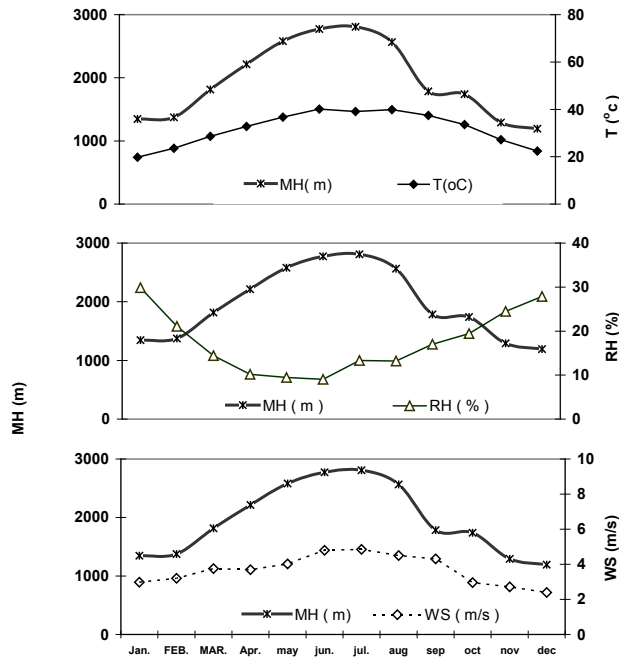 3000
2000
1000
0
80
60
40
20
0
T (°c)
MH( m)
T(oC)
3000
2000
1000
0
40
30
20
10
0
RH (%)
MH ( m )
RH ( % )
MH (m)
3000
2000
1000
0
10
8
6
4
2
0
WS (m/s)
MH ( m)
WS ( m/s )
Jan. FEB. MAR. Apr. may jun. jul. aug sep oct nov dec